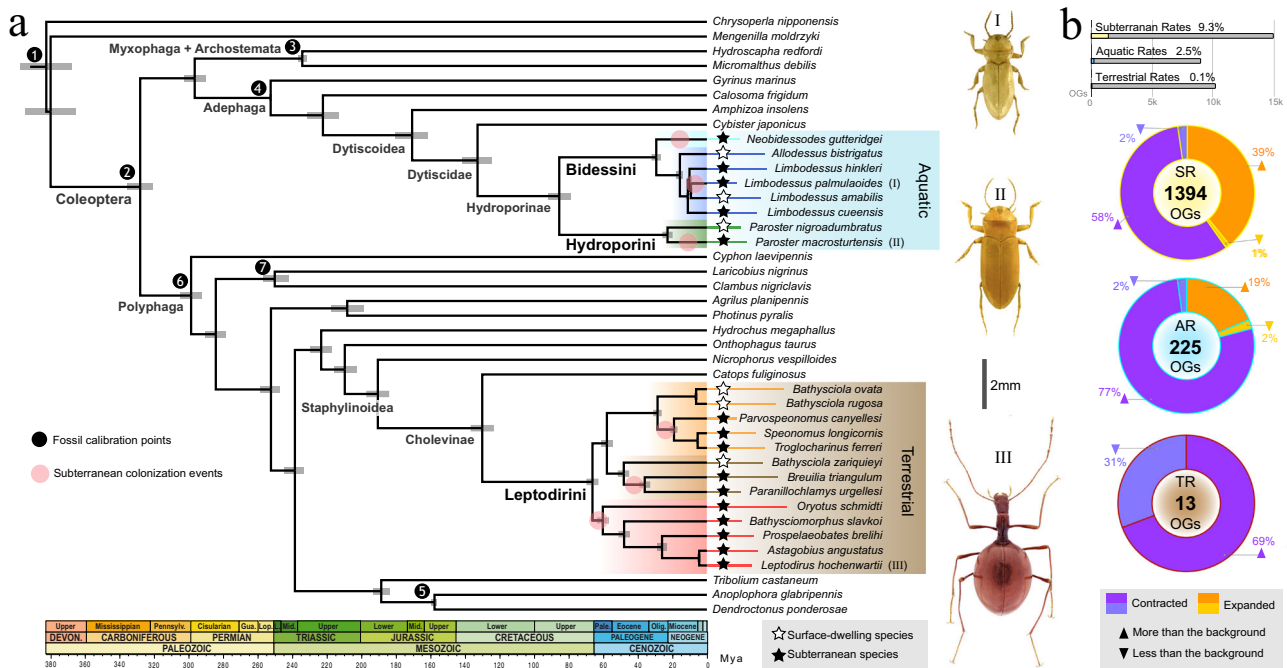 a
Chrysoperla nipponensis
Mengenilla moldrzyki
Hydroscapha redfordi
Micromalthus debilis
Gyrinus marinus
Calosoma frigidum
Amphizoa insolens
Cybister japonicus
Neobidessodes gutteridgei
Allodessus bistrigatus
Limbodessus hinkleri
Limbodessus palmulaoides (I)
Limbodessus amabilis
Limbodessus cueensis
Paroster nigroadumbratus
Paroster macrosturtensis (II)
Cyphon laevipennis
Laricobius nigrinus
Clambus nigriclavis
Agrilus planipennis
Photinus pyralis
Hydrochus megaphallus
Onthophagus taurus
Nicrophorus vespilloides
Catops fuliginosus
Bathysciola ovata
Bathysciola rugosa
Parvospeonomus canyellesi
Speonomus longicornis
Troglocharinus ferreri
Bathysciola zariquieyi
Breuilia triangulum
Paranillochlamys urgellesi
Oryotus schmidti
Bathysciomorphus slavkoi
Prospelaeobates brelihi
Astagobius angustatus
Leptodirus hochenwartii (III)
Tribolium castaneum
Anoplophora glabripennis
Dendroctonus ponderosae
1
2
3
4
5
6
7
Myxophaga + Archostemata
Adephaga
Dytiscoidea
Dytiscidae
Hydroporinae
Bidessini
Hydroporini
Coleoptera
Polyphaga
Staphylinoidea
Cholevinae
Leptodirini
Aquatic
Terrestrial
Fossil calibration points
Subterranean colonization events
Upper Mississippian Pennsylv. Cisularian Gua. Lop. L. Mid. Upper Lower Mid. Upper Lower Upper Pale. Eocene Olig. Miocene
DEVON. CARBONIFEROUS PERMIAN TRIASSIC JURASSIC CRETACEOUS PALEOGENE NEOGENE
PALEOZOIC MESOZOIC CENOZOIC
380 360 340 320 300 280 260 240 220 200 180 160 140 120 100 80 60 40 20 0
Mya
Surface-dwelling species
Subterranean species
I
II
2mm
III
b
Subterranan Rates 9.3%
Aquatic Rates 2.5%
Terrestrial Rates 0.1%
OGs
1 5k 10k 15k
2%
39%
SR
1394
OGs
58%
1%
2%
19%
AR
225
OGs
2%
77%
31%
TR
13
OGs
69%
Contracted Expanded
More than the background
Less than the background